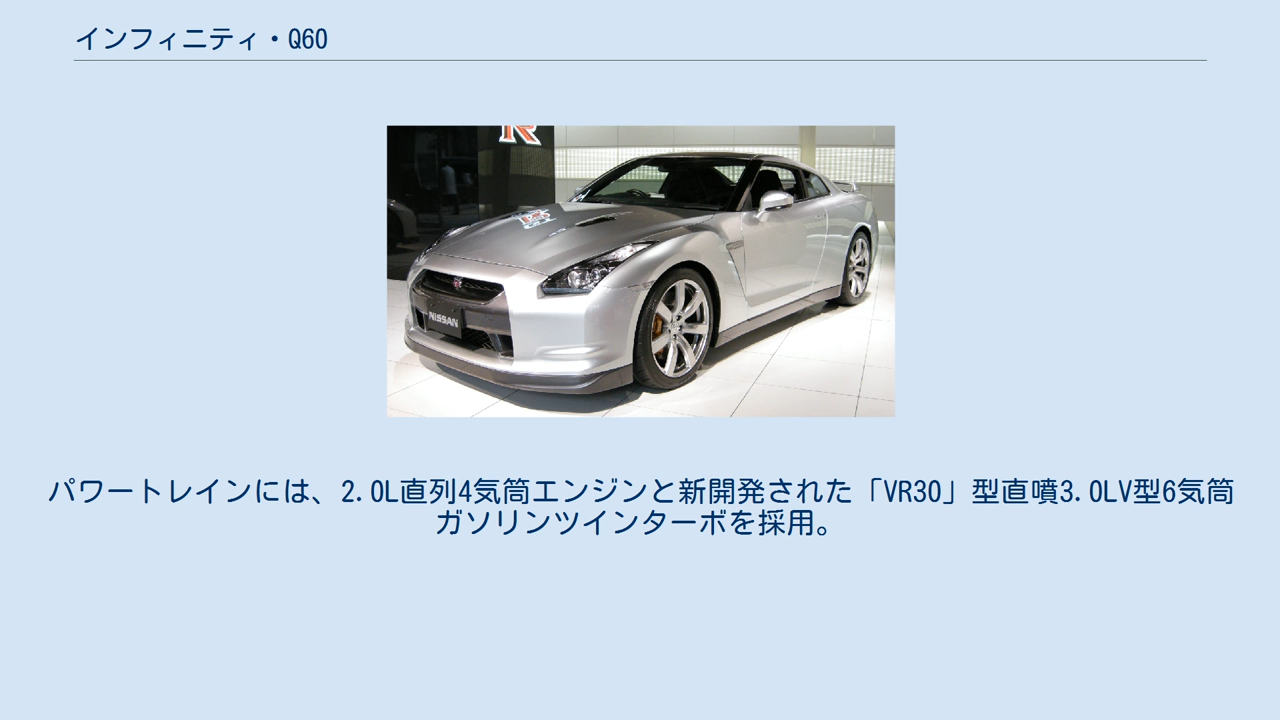 インフィニティ・Q60
R
NISSAN
パワートレインには、2.0L直列4気筒エンジンと新開発された「VR30」型直噴3.0LV型6気筒
ガソリンツインターボを採用。